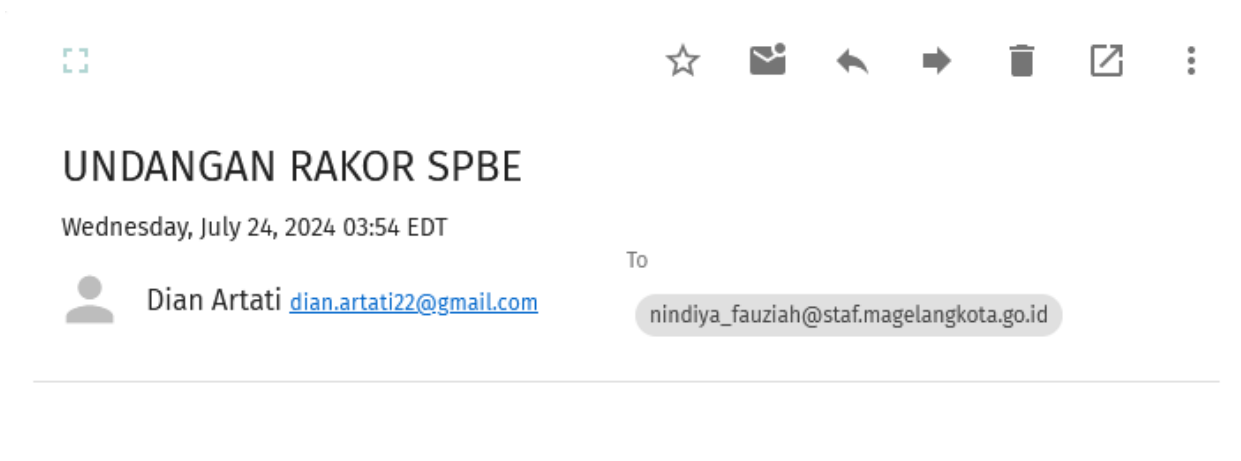 UNDANGAN RAKOR SPBE
Wednesday, July 24, 2024 03:54 EDT
To
Dian Artati dian.artati22@gmail.com
nindiya_fauziah@staf.magelangkota.go.id